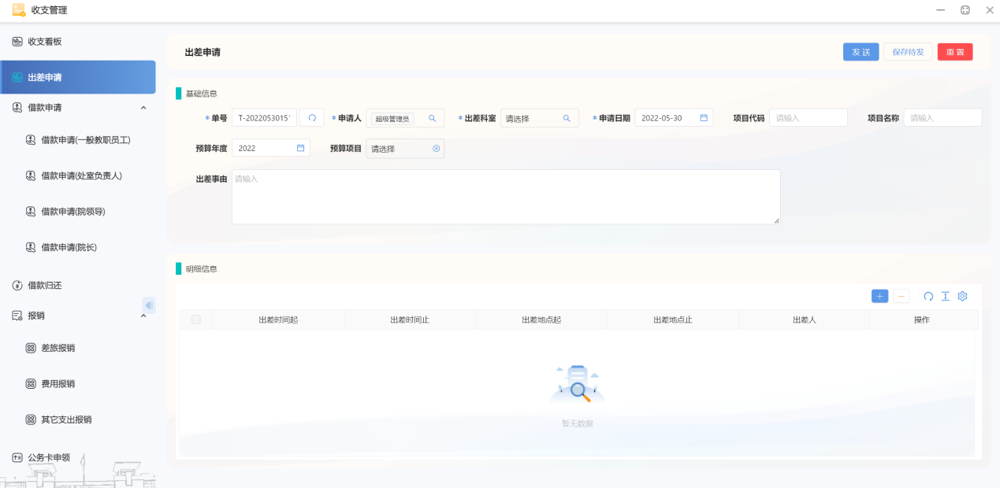 收支管理
收支看板
出差申请
借款申请
借款申请(一般教职员工)
借款申请(处室负责人)
借款申请(院领导)
借款申请(院长)
借款归还
报销
差旅报销
费用报销
其它支出报销
公务卡申领
出差申请
发 送
保存待发
重 置
基础信息
* 单号 T-2022053015 * 申请人 超级管理员 * 出差科室 请选择 * 申请日期 2022-05-30 项目代码 请输入 项目名称 请输入
预算年度 2022 预算项目 请选择
出差事由 请输入
明细信息
出差时间起 出差时间止 出差地点起 出差地点止 出差人 操作
暂无数据